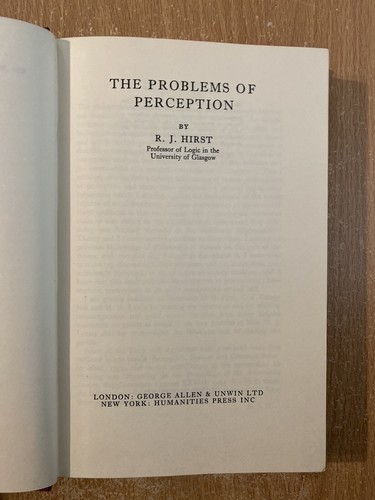 THE PROBLEMS OF
PERCEPTION
BY
R. J. HIRST
Professor of Logic in the
University of Glasgow
LONDON: GEORGE ALLEN & UNWIN LTD
NEW YORK: HUMANITIES PRESS INC